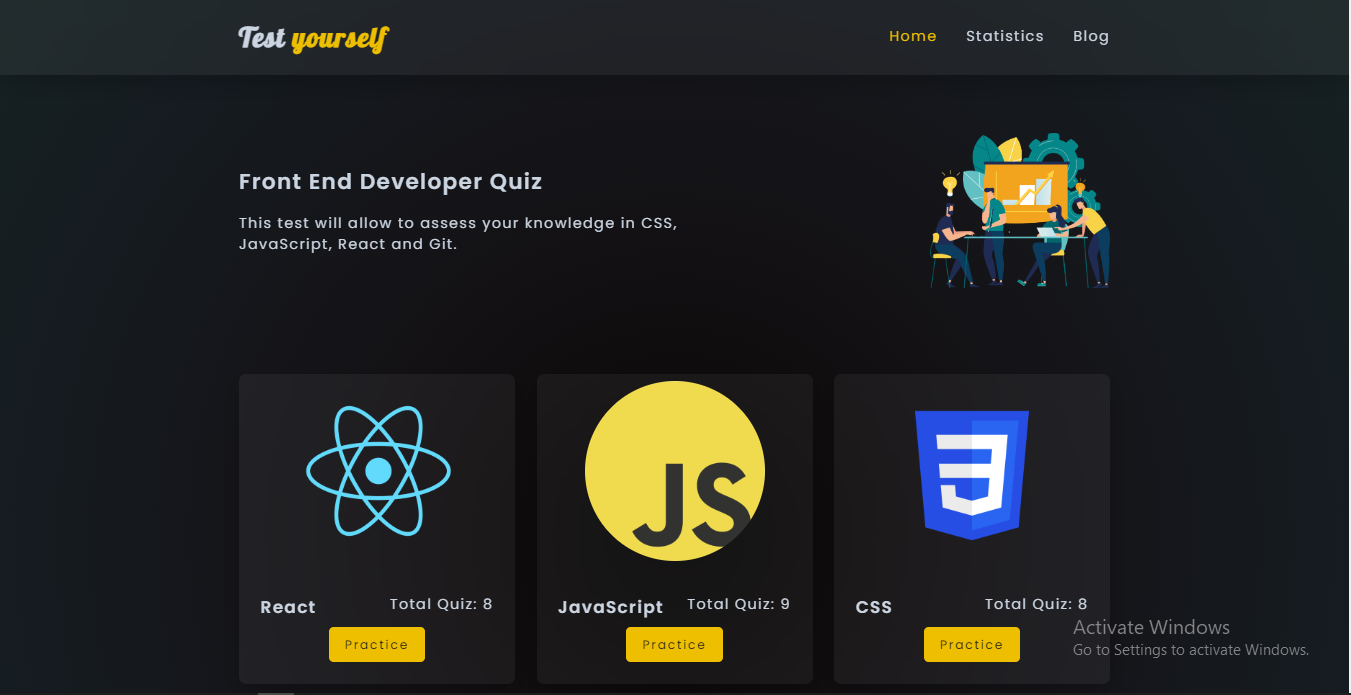 Test yourself
Home Statistics Blog
Front End Developer Quiz
This test will allow to assess your knowledge in CSS,
JavaScript, React and Git.
JS
React Total Quiz: 8
JavaScript Total Quiz: 9
CSS Total Quiz: 8
Practice Practice Practice
Activate Windows
Go to Settings to activate Windows.